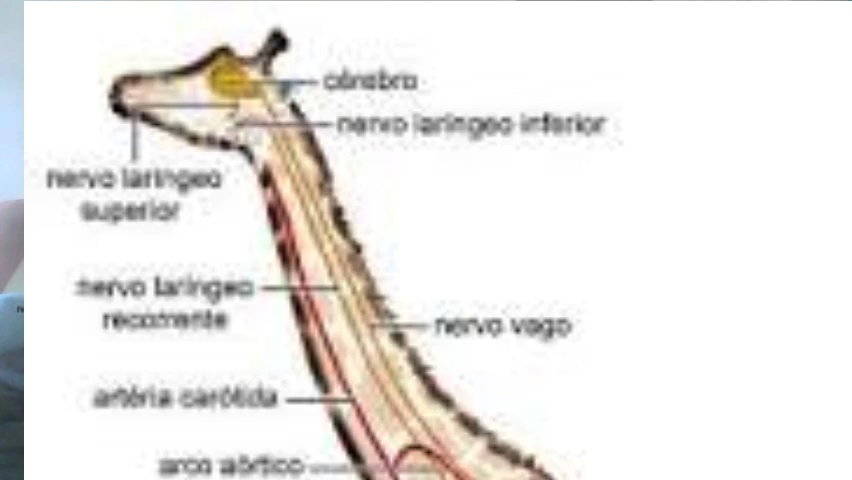 cérebro
nervo laríngeo inferior
nervo laríngeo
superior
nervo laríngeo
recorrente
nervo vago
artéria carótida
arco aórtico